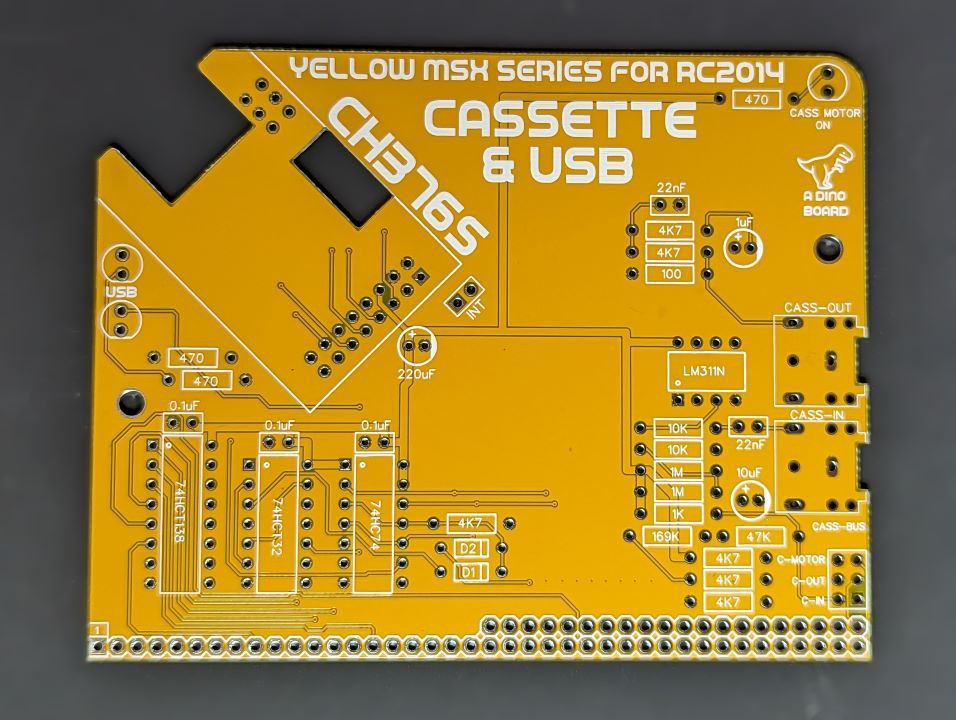 YELLOW MSX SERIES FOR RC2014
470
CASS MOTOR
ON
CASSETTE
& USB
CH376S
A DINO
BOARD
22nF
4K7
1uF
+
4K7
100
INT
USB
CASS-OUT
+
220uF
470
470
LM311N
0.1uF
0.1uF
0.1uF
CASS-IN
10K
22nF
10K
1M
10uF
+
1M
1K
74HCT138
74HCT32
74HC74
4K7
D2
D1
169K
47K
CASS-BUS
4K7
C-MOTOR
4K7
C-OUT
4K7
C-IN
1